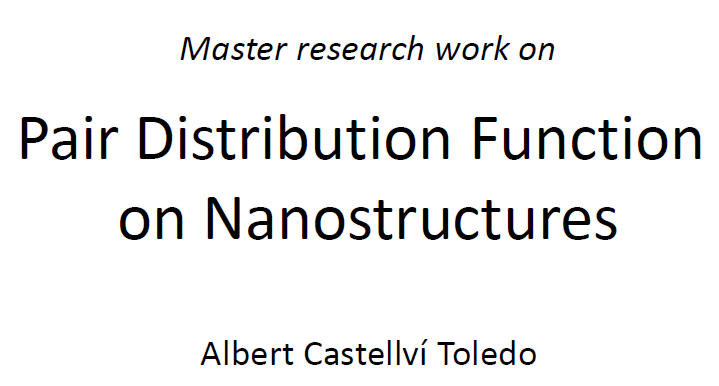 Master research work on
Pair Distribution Function
on Nanostructures
Albert Castellví Toledo